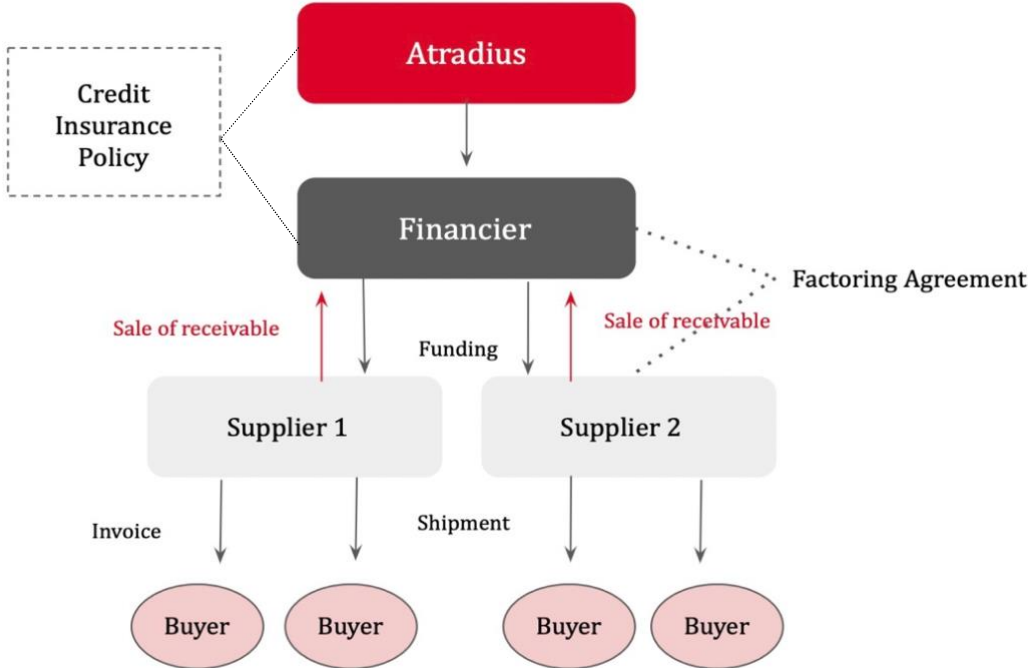 Atradius
Credit
Insurance
Policy
Financier
Factoring Agreement
Sale of receivable
Sale of receivable
Funding
Supplier 1
Supplier 2
Invoice
Shipment
Buyer
Buyer
Buyer
Buyer